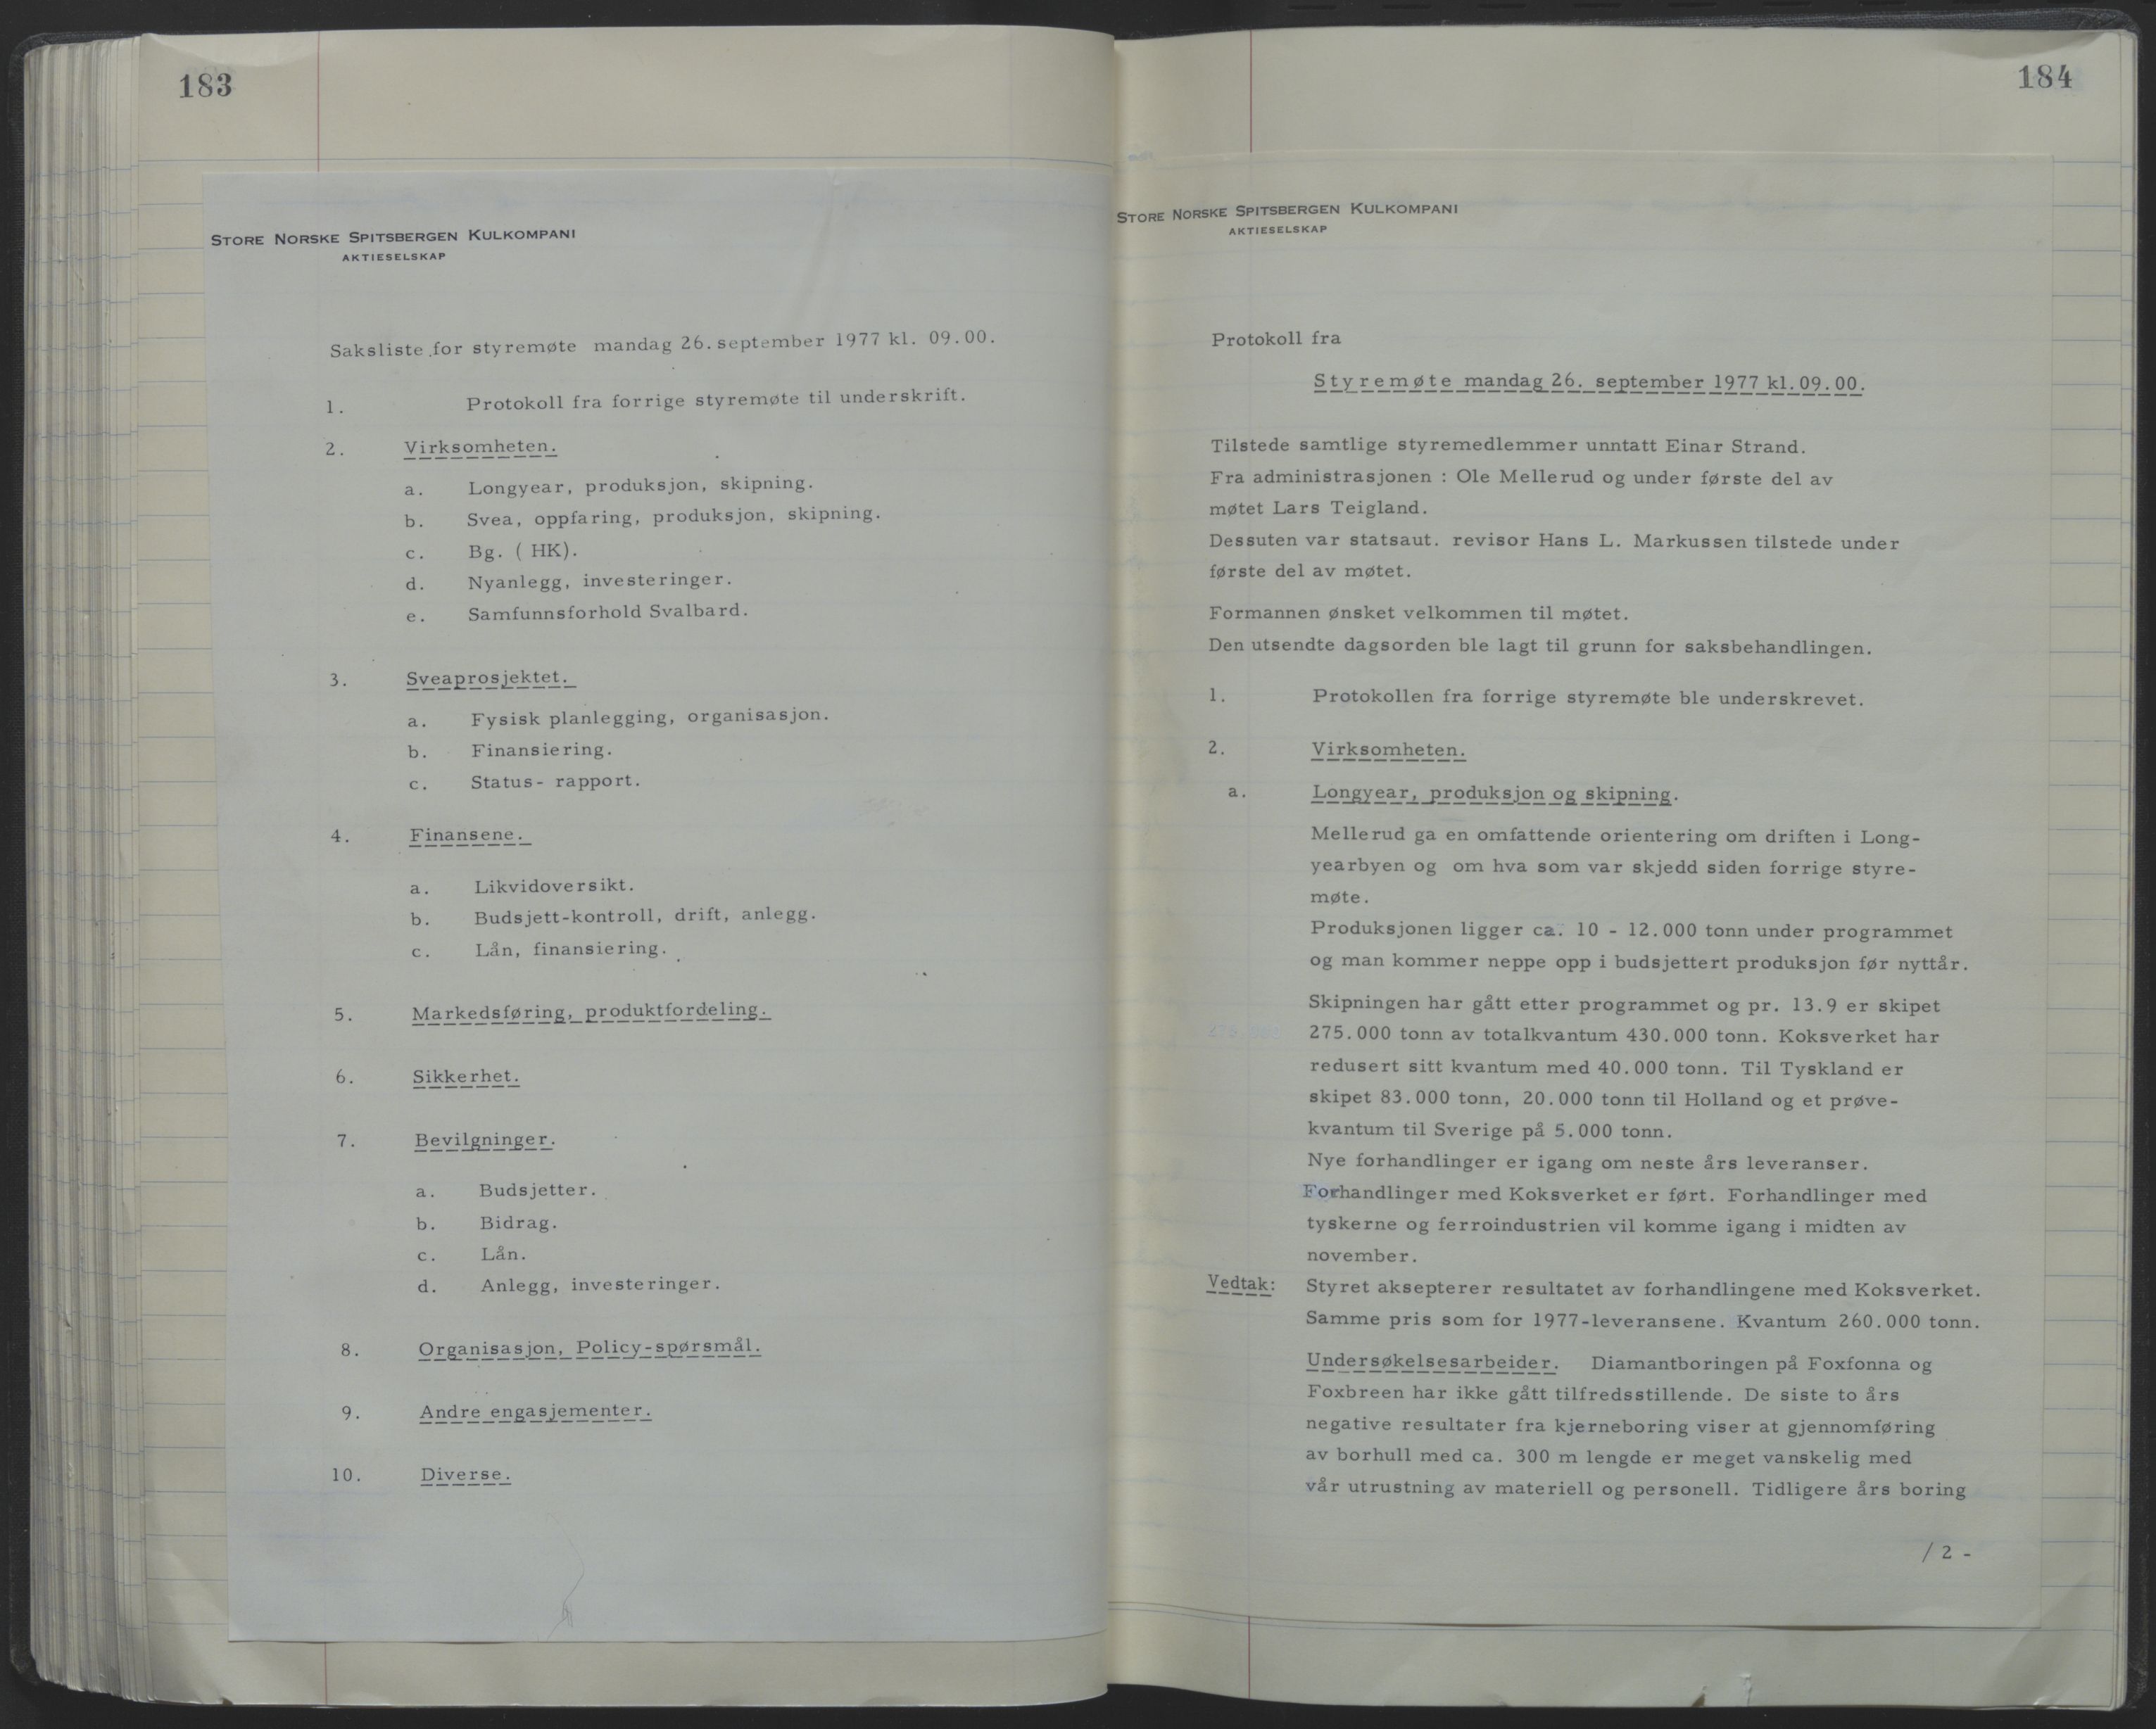 183
STORE NORSKE SPITSBERGEN KULKOMPANI
AKTIESELSKAP
Saksliste for styremøte mandag 26. september 1977 kl. 09.00.
1. Protokoll fra forrige styremøte til underskrift.
2. Virksomheten.
a. Longyear, produksjon, skipning.
b. Svea, oppfaring, produksjon, skipning.
c. Bg. ( HK).
d. Nyanlegg, investeringer.
e. Samfunnsforhold Svalbard.
3. Sveaprosjektet.
a. Fysisk planlegging, organisasjon.
b. Finansiering.
c. Status- rapport.
4. Finansene.
a. Likvidoversikt.
b. Budsjett-kontroll, drift, anlegg.
c. Lån, finansiering.
5. Markedsføring, produktfordeling.
6. Sikkerhet.
7. Bevilgninger.
a. Budsjetter.
b. Bidrag.
c. Lån.
d. Anlegg, investeringer.
8. Organisasjon, Policy-spørsmål.
9. Andre engasjementer.
10. Diverse.
184
STORE NORSKE SPITSBERGEN KULKOMPANI
AKTIESELSKAP
Protokoll fra
Styremøte mandag 26. september 1977 kl. 09.00.
Tilstede samtlige styremedlemmer unntatt Einar Strand.
Fra administrasjonen : Ole Mellerud og under første del av
møtet Lars Teigland.
Dessuten var statsaut. revisor Hans L. Markussen tilstede under
første del av møtet.
Formannen ønsket velkommen til møtet.
Den utsendte dagsorden ble lagt til grunn for saksbehandlingen.
1. Protokollen fra forrige styremøte ble underskrevet.
2. Virksomheten.
a. Longyear, produksjon og skipning.
Mellerud ga en omfattende orientering om driften i Long-
yearbyen og om hva som var skjedd siden forrige styre-
møte.
Produksjonen ligger ca. 10 - 12.000 tonn under programmet
og man kommer neppe opp i budsjettert produksjon før nyttår.
Skipningen har gått etter programmet og pr. 13.9 er skipet
275.000 tonn av totalkvantum 430.000 tonn. Koksverket har
redusert sitt kvantum med 40.000 tonn. Til Tyskland er
skipet 83.000 tonn, 20.000 tonn til Holland og et prøve-
kvantum til Sverige på 5.000 tonn.
Nye forhandlinger er igang om neste års leveranser.
Forhandlinger med Koksverket er ført. Forhandlinger med
tyskerne og ferroindustrien vil komme igang i midten av
november.
Vedtak: Styret aksepterer resultatet av forhandlingene med Koksverket.
Samme pris som for 1977-leveransene. Kvantum 260.000 tonn.
Undersøkelsesarbeider. Diamantboringen på Foxfonna og
Foxbreen har ikke gått tilfredsstillende. De siste to års
negative resultater fra kjerneboring viser at gjennomføring
av borhull med ca. 300 m lengde er meget vanskelig med
vår utrustning av materiell og personell. Tidligere års boring
/ 2 -